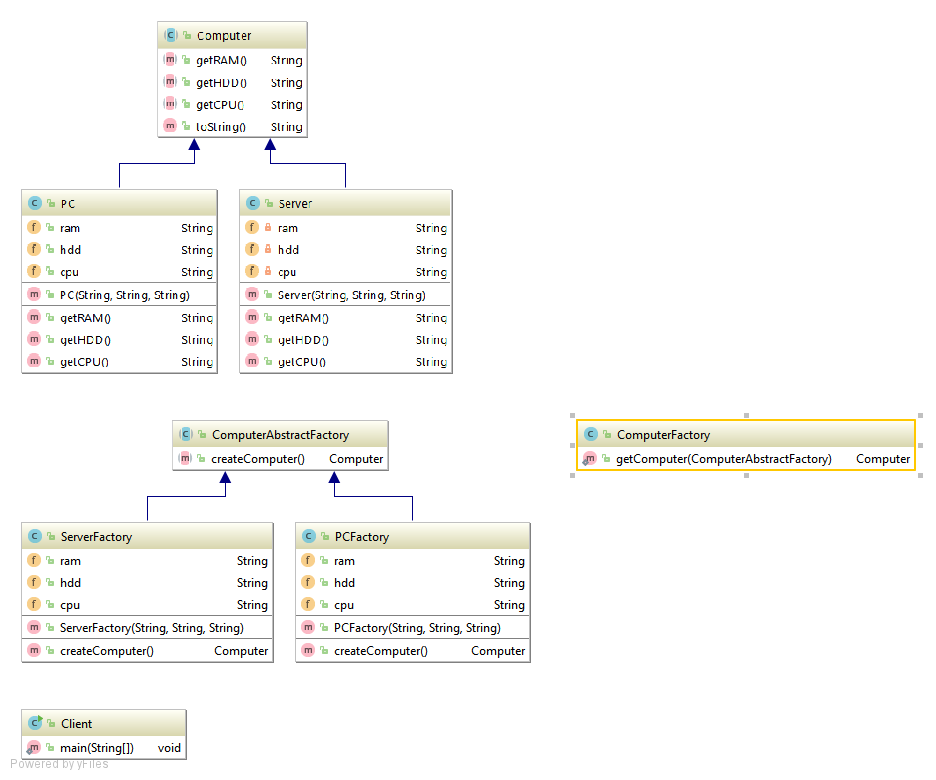 Computer
getRAM() String
getHDD() String
getCPU() String
toString() String
PC
ram String
hdd String
cpu String
PC(String, String, String)
getRAM() String
getHDD() String
getCPU() String
Server
ram String
hdd String
cpu String
Server(String, String, String)
getRAM() String
getHDD() String
getCPU() String
ComputerAbstractFactory
createComputer() Computer
ComputerFactory
getComputer(ComputerAbstractFactory) Computer
ServerFactory
ram String
hdd String
cpu String
ServerFactory(String, String, String)
createComputer() Computer
PCFactory
ram String
hdd String
cpu String
PCFactory(String, String, String)
createComputer() Computer
Client
main(String[]) void
Powered by yFiles